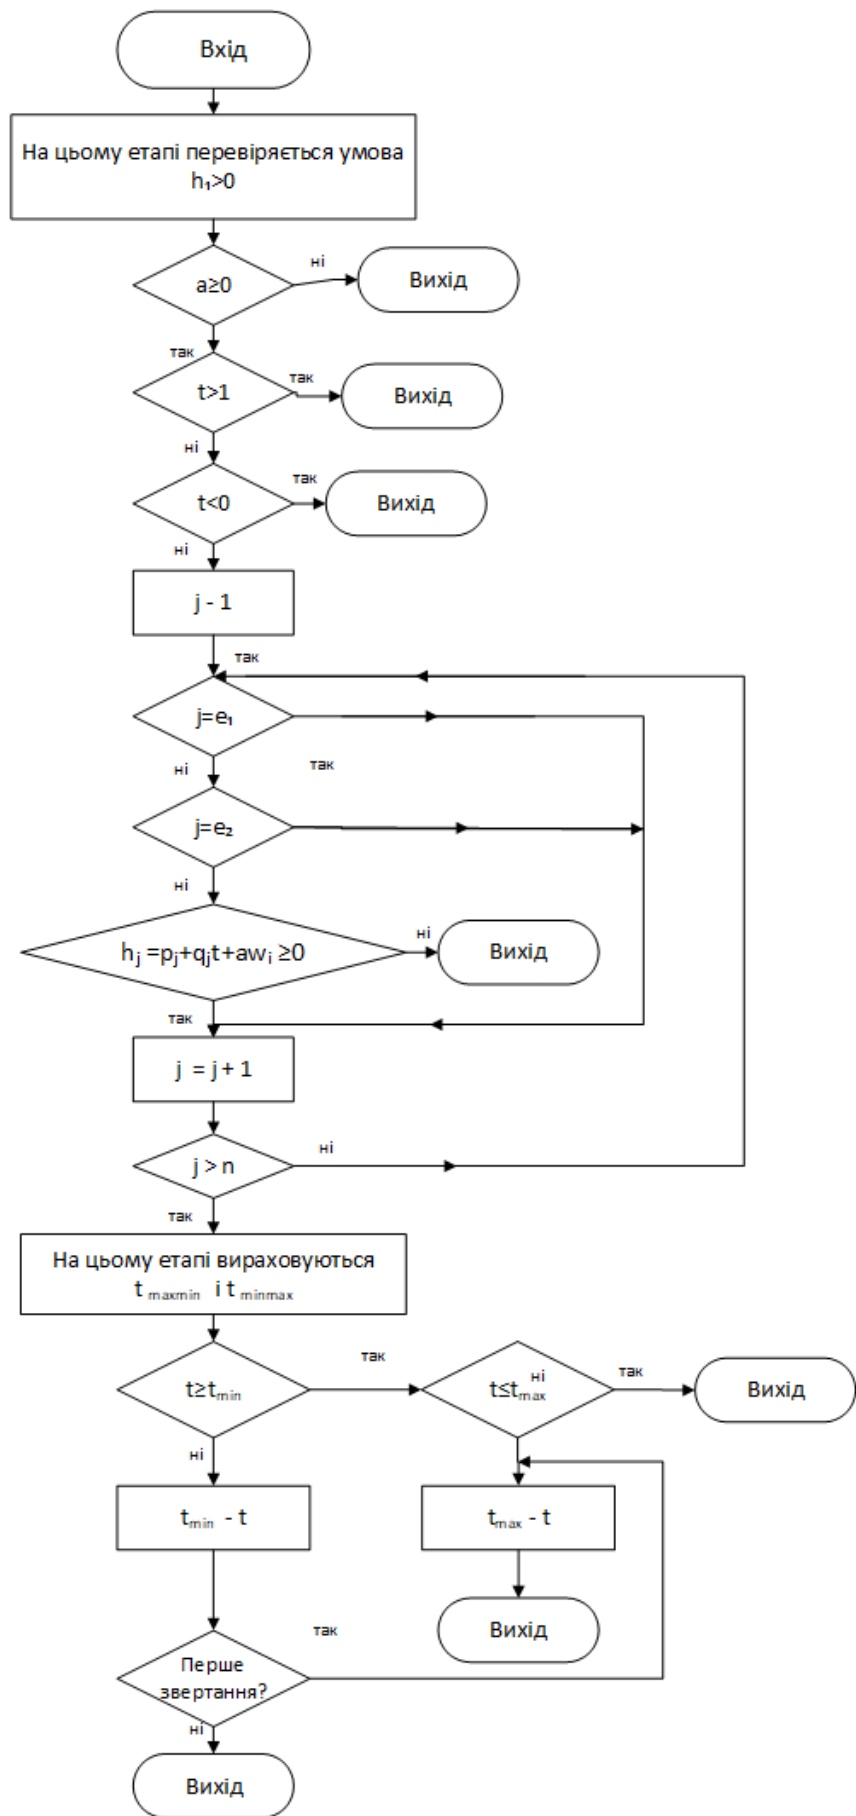 Вхід
На цьому етапі перевіряється умова
h₁>0
a≥0
ні
Вихід
так
t>1
так
Вихід
ні
t<0
так
Вихід
ні
j - 1
так
j=e₁
ні
так
j=e₂
ні
hⱼ =pⱼ+qⱼt+awᵢ ≥0
ні
Вихід
так
j = j + 1
j > n
ні
так
На цьому етапі вираховуються
t maxmin і t minmax
t≥tmin
так
t≤tmax
ні
так
Вихід
ні
tmin - t
tmax - t
Вихід
так
Перше
звертання?
ні
Вихід